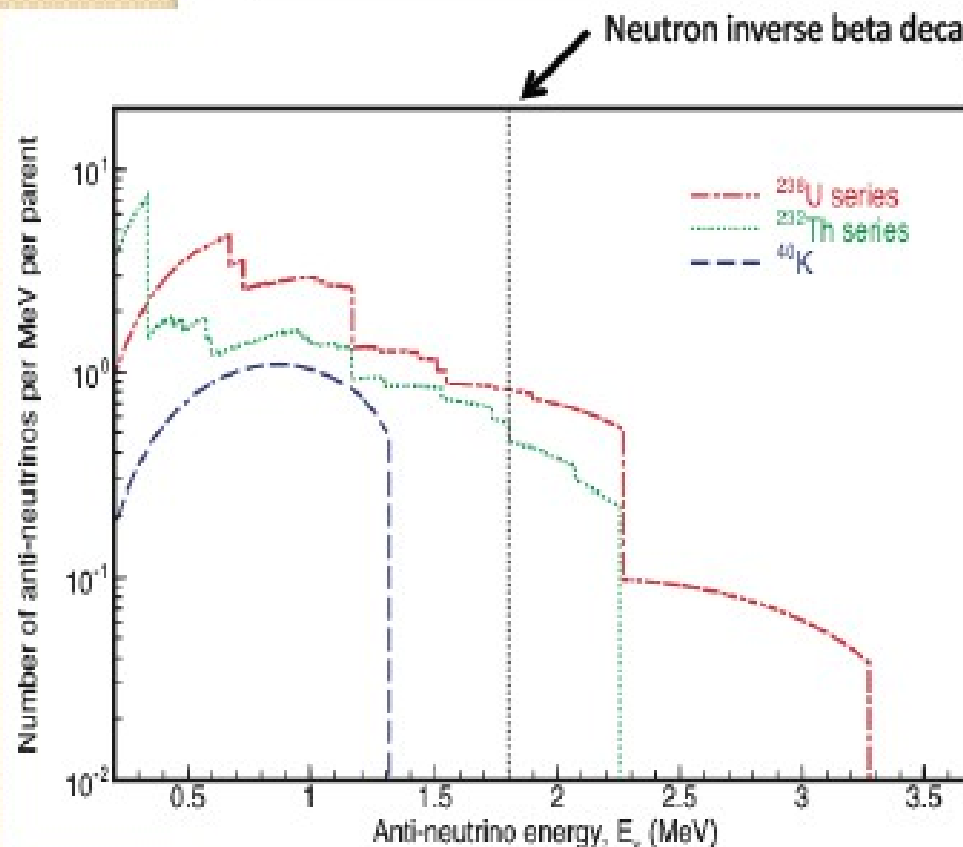 Neutron inverse beta deca
Number of anti-neutrinos per MeV per parent
10¹
10⁰
10⁻¹
10⁻²
²³⁸U series
²³²Th series
⁴⁰K
0.5 1 1.5 2 2.5 3 3.5
Anti-neutrino energy, Eᵥ (MeV)